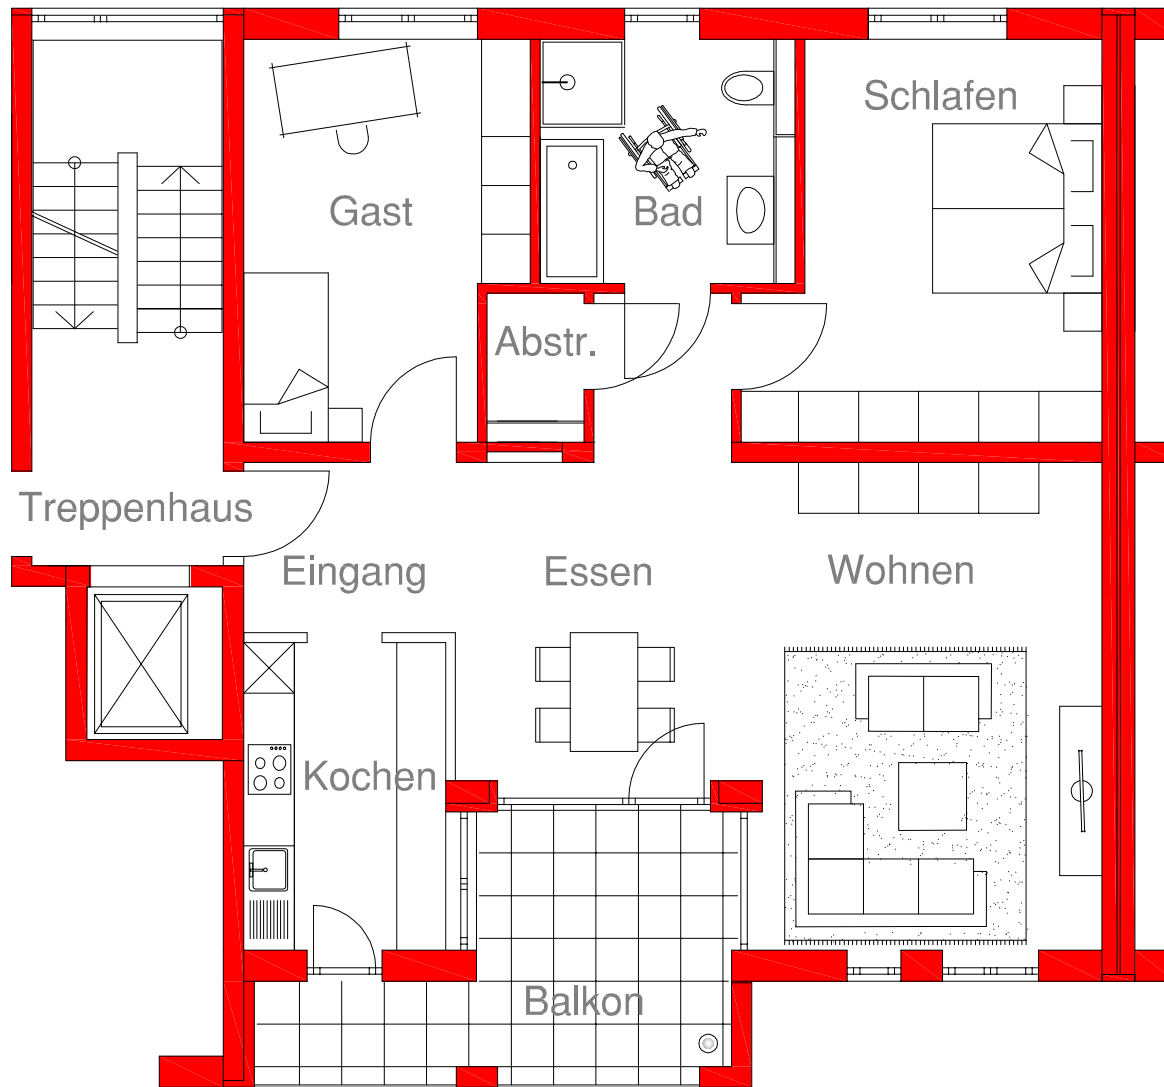 Schlafen
Gast
Bad
Abstr.
Treppenhaus
Eingang
Essen
Wohnen
Kochen
Balkon